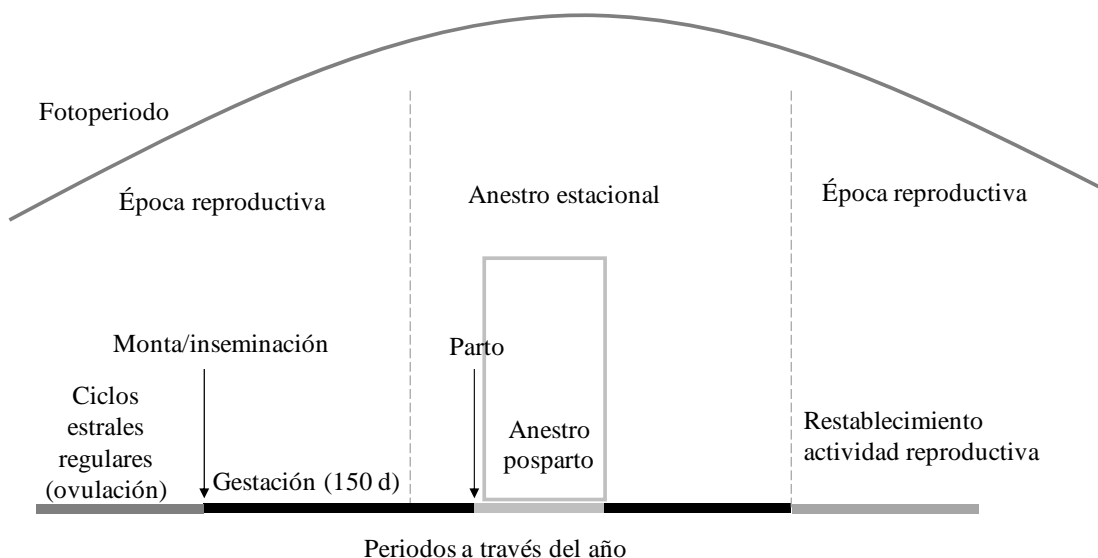 Fotoperiodo
Época reproductiva
Anestro estacional
Época reproductiva
Monta/inseminación
Parto
Ciclos
estrales
regulares
(ovulación)
Gestación (150 d)
Anestro
posparto
Restablecimiento
actividad reproductiva
Periodos a través del año